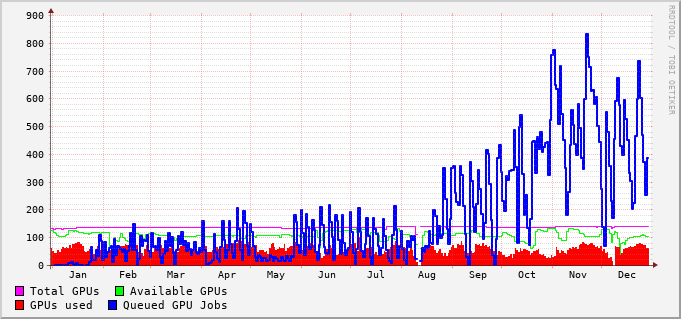 900
800
700
600
500
400
300
200
100
0
Jan Feb Mar Apr May Jun Jul Aug Sep Oct Nov Dec
Total GPUs Available GPUs
GPUs used Queued GPU Jobs
RRDTOOL / TOBI OETIKER